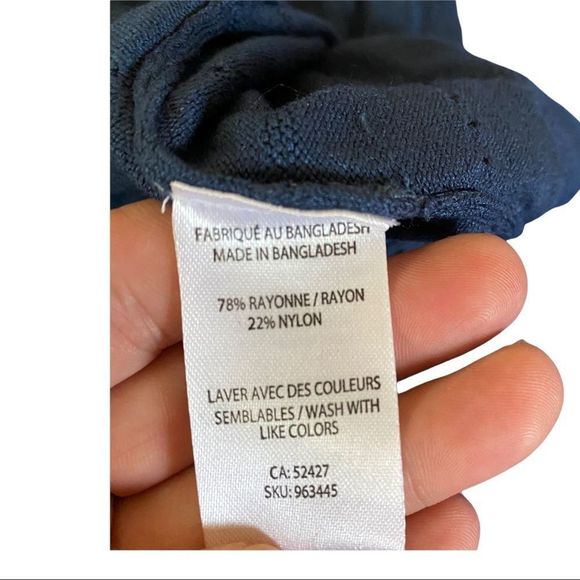 FABRIQUÉ AU BANGLADESH
MADE IN BANGLADESH
78% RAYONNE / RAYON
22% NYLON
LAVER AVEC DES COULEURS
SEMBLABLES / WASH WITH
LIKE COLORS
CA: 52427
SKU: 963445